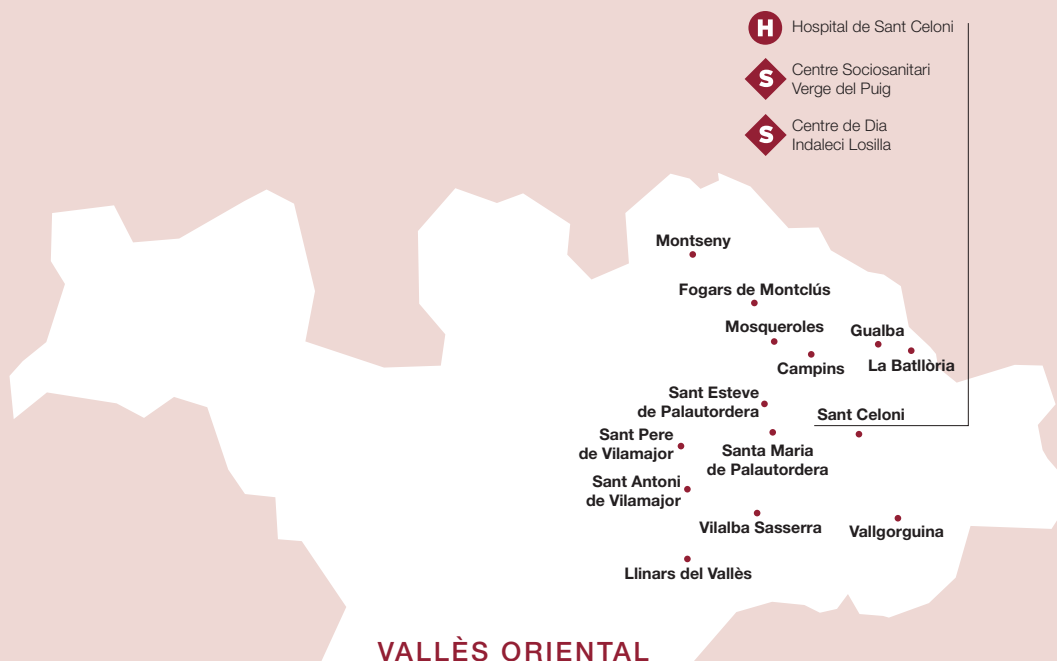 H Hospital de Sant Celoni
S Centre Sociosanitari
Verge del Puig
S Centre de Dia
Indaleci Losilla
Montseny
Fogars de Montclús
Mosqueroles
Gualba
Campins
La Batllòria
Sant Esteve
de Palautordera
Sant Celoni
Sant Pere
de Vilamajor
Santa Maria
de Palautordera
Sant Antoni
de Vilamajor
Vilalba Sasserra
Vallgorguina
Llinars del Vallès
VALLÈS ORIENTAL